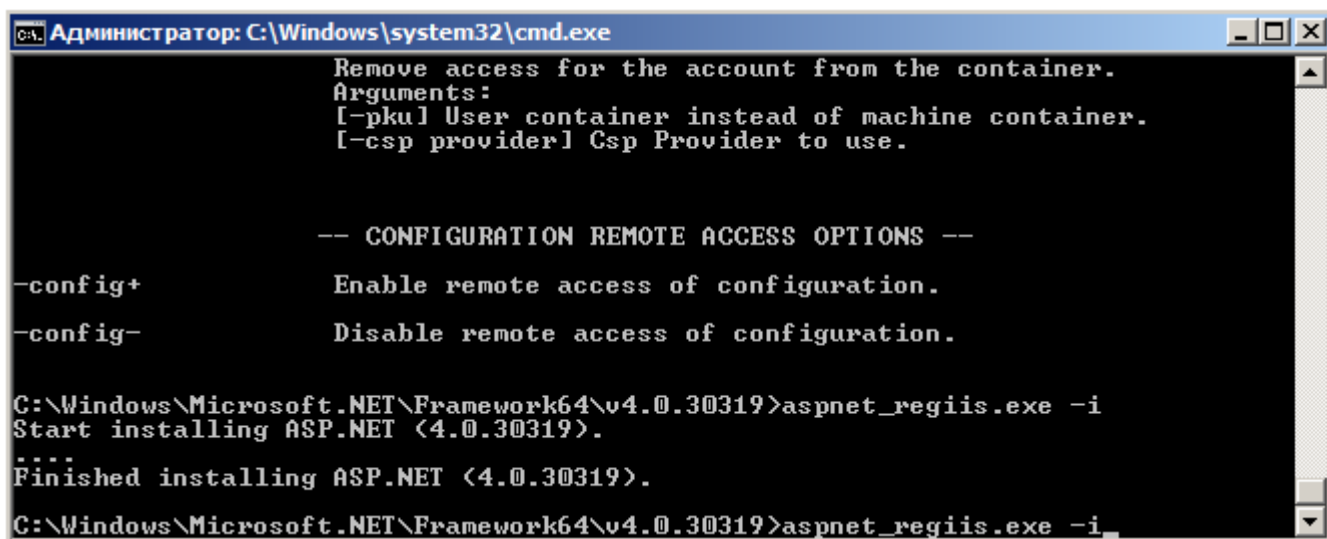 Администратор: C:\Windows\system32\cmd.exe
Remove access for the account from the container.
Arguments:
[-pku] User container instead of machine container.
[-csp provider] Csp Provider to use.
-- CONFIGURATION REMOTE ACCESS OPTIONS --
-config+ Enable remote access of configuration.
-config- Disable remote access of configuration.
C:\Windows\Microsoft.NET\Framework64\v4.0.30319>aspnet_regiis.exe -i
Start installing ASP.NET (4.0.30319).
....
Finished installing ASP.NET (4.0.30319).
C:\Windows\Microsoft.NET\Framework64\v4.0.30319>aspnet_regiis.exe -i_